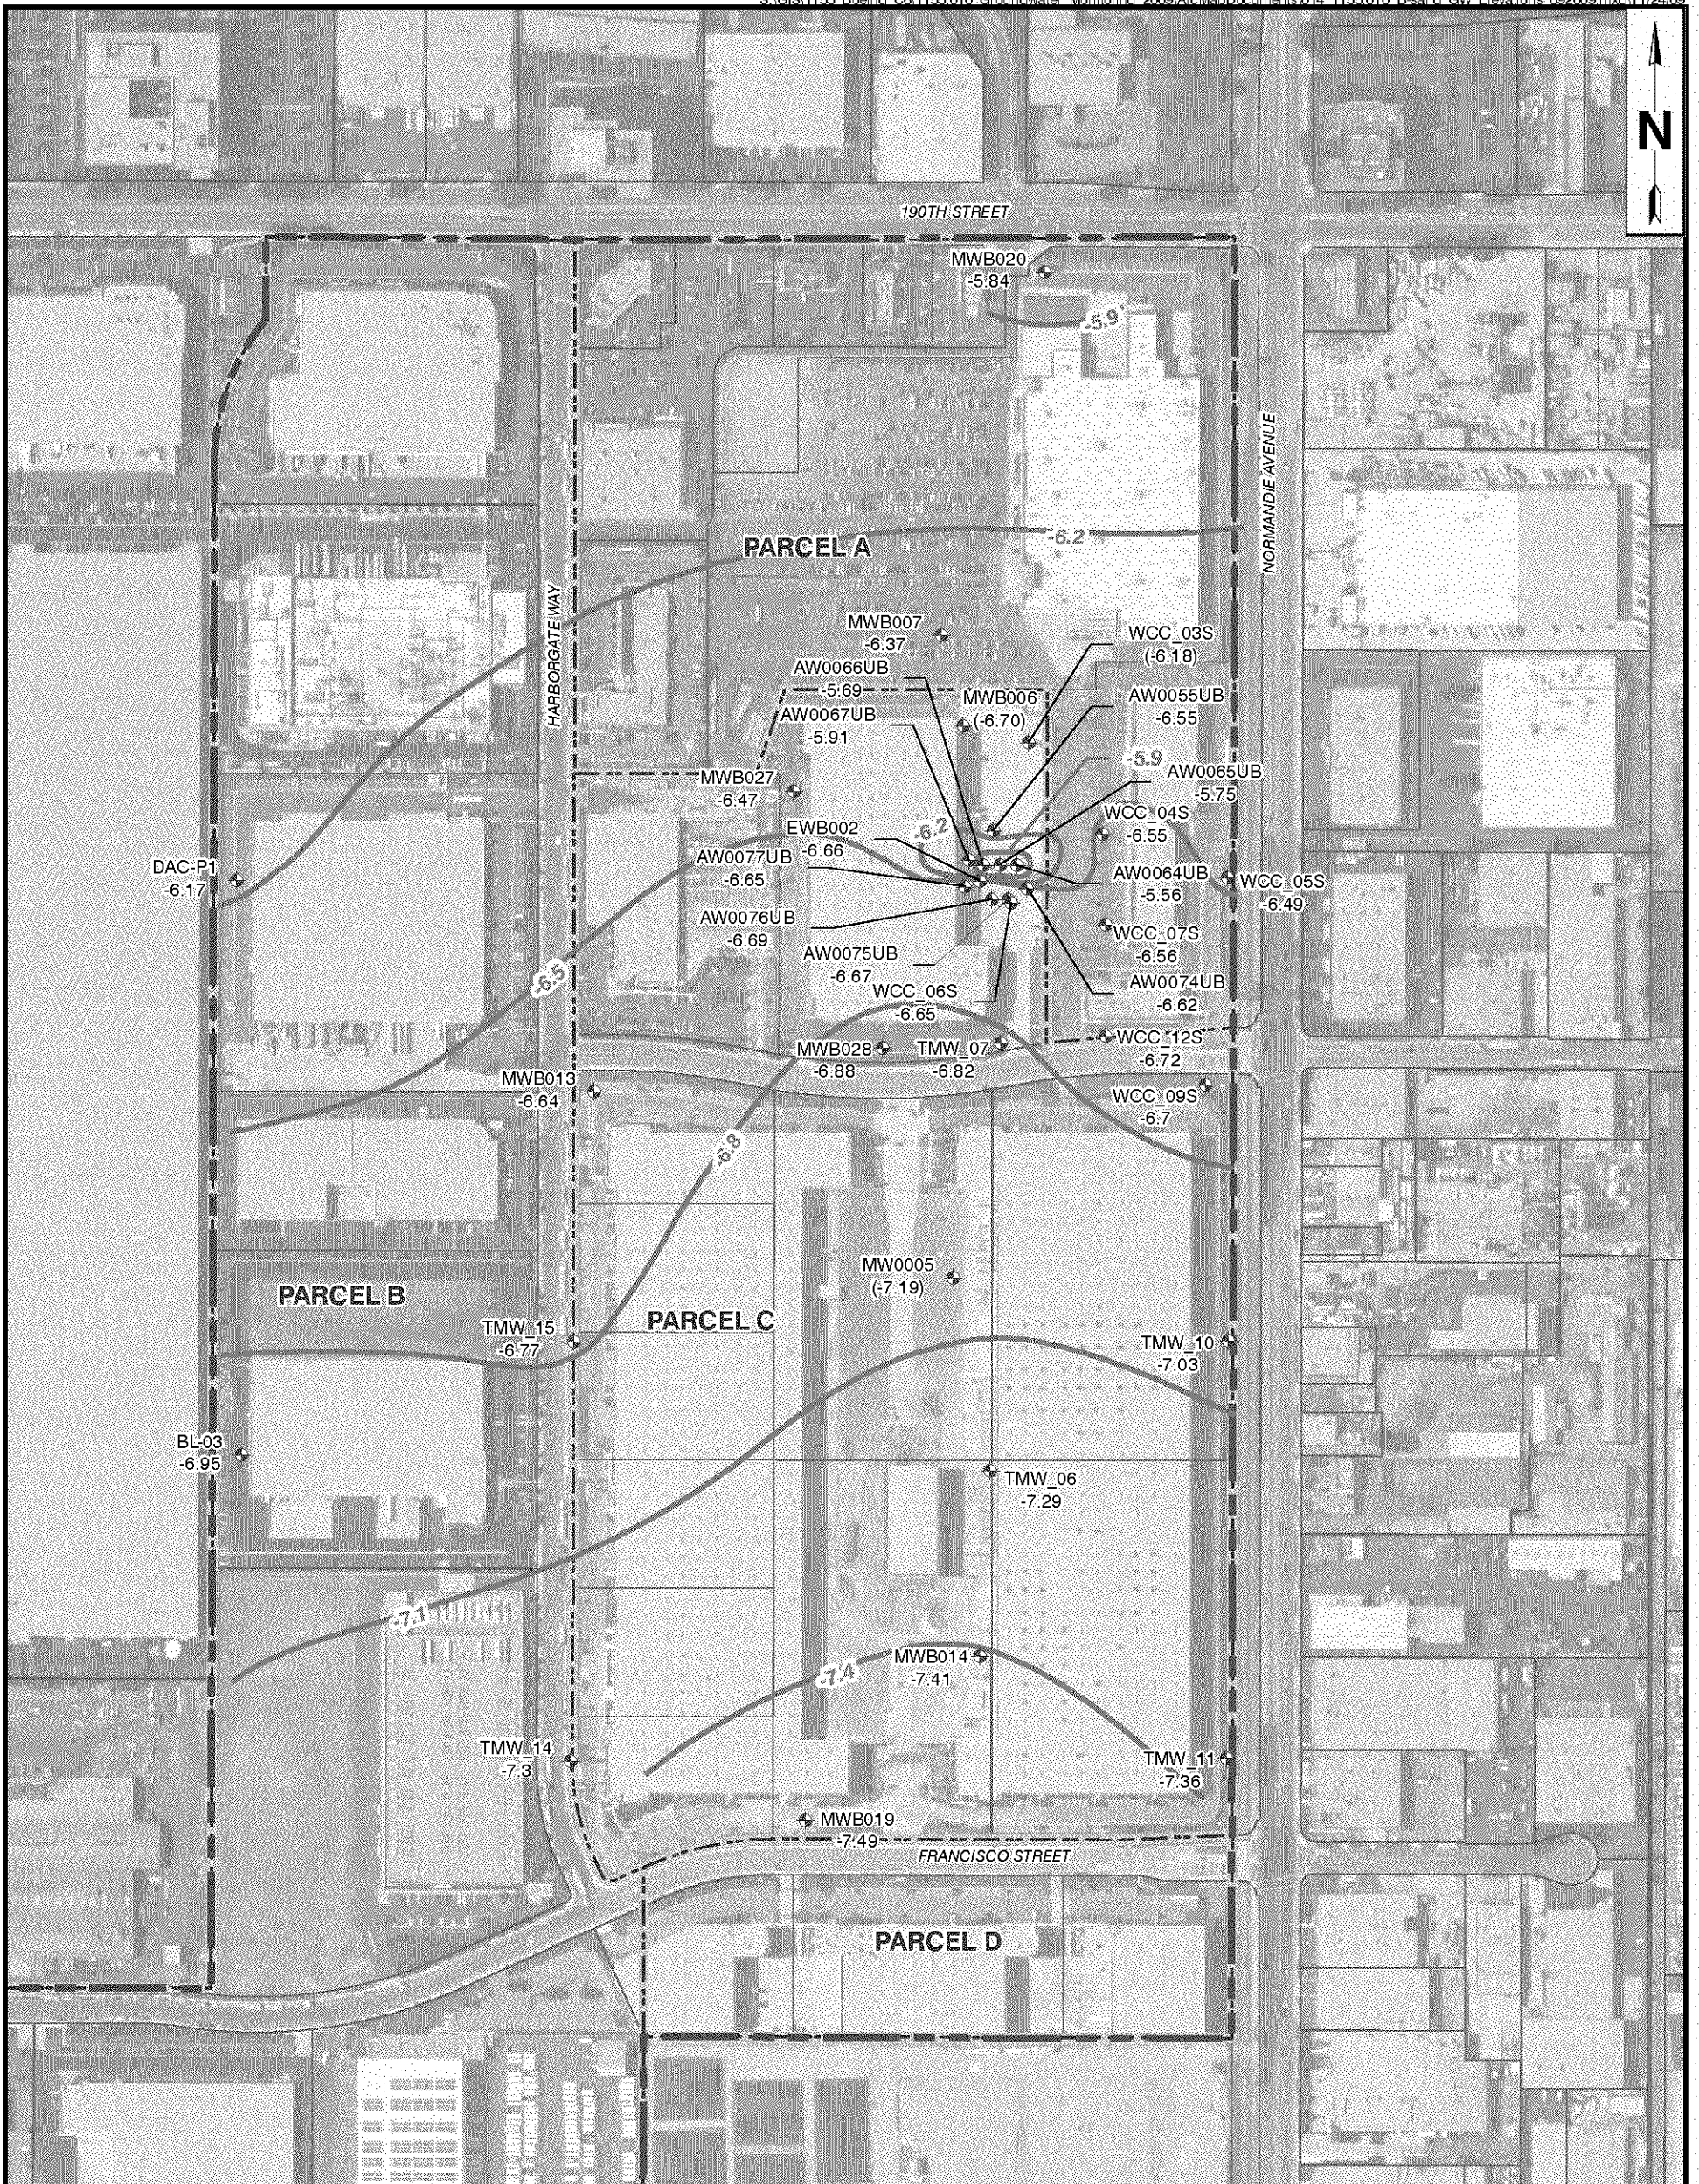 N
190TH STREET
MWB020
-5.84
-5.9
NORMANDIE AVENUE
-6.2
PARCEL A
HARBORGATE WAY
MWB007
-6.37
WCC_03S
(-6.18)
AW0066UB
-5.69
MWB006
(-6.70)
AW0055UB
-6.55
AW0067UB
-5.91
-5.9
MWB027
-6.47
AW0065UB
-5.75
WCC_04S
-6.55
EWB002
-6.66
-6.2
AW0077UB
-6.65
DAC-P1
-6.17
AW0064UB
-5.56
WCC_05S
-6.49
AW0076UB
-6.69
WCC_07S
-6.56
AW0075UB
-6.67
-6.5
AW0074UB
-6.62
WCC_06S
-6.65
WCC_12S
-6.72
MWB028
-6.88
TMW_07
-6.82
MWB013
-6.64
WCC_09S
-6.7
-6.8
MW0005
(-7.19)
PARCEL B
PARCEL C
TMW_15
-6.77
TMW_10
-7.03
BL-03
-6.95
TMW_06
-7.29
-7.1
MWB014
-7.41
-7.4
TMW_14
-7.3
TMW_11
-7.36
MWB019
-7.49
FRANCISCO STREET
PARCEL D